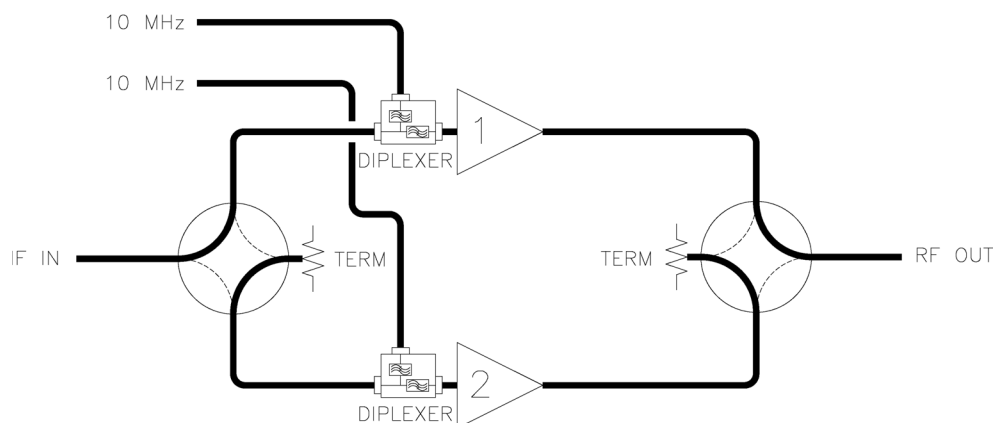 10 MHz
10 MHz
1
DIPLEXER
IF IN
TERM
TERM
RF OUT
2
DIPLEXER